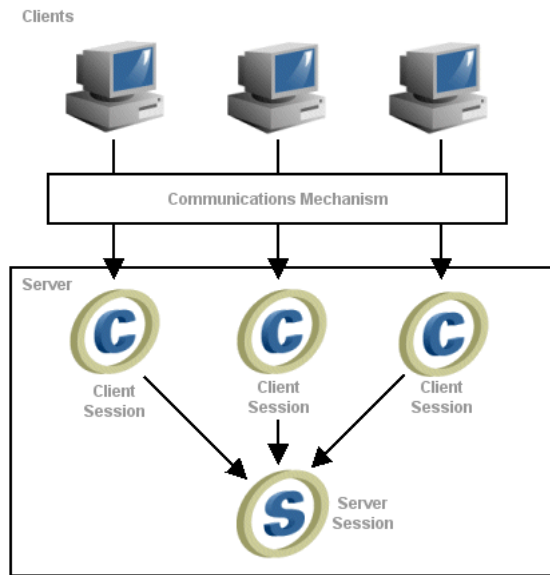 Clients
Communications Mechanism
Server
C
C
C
Client
Session
Client
Session
Client
Session
S
Server
Session